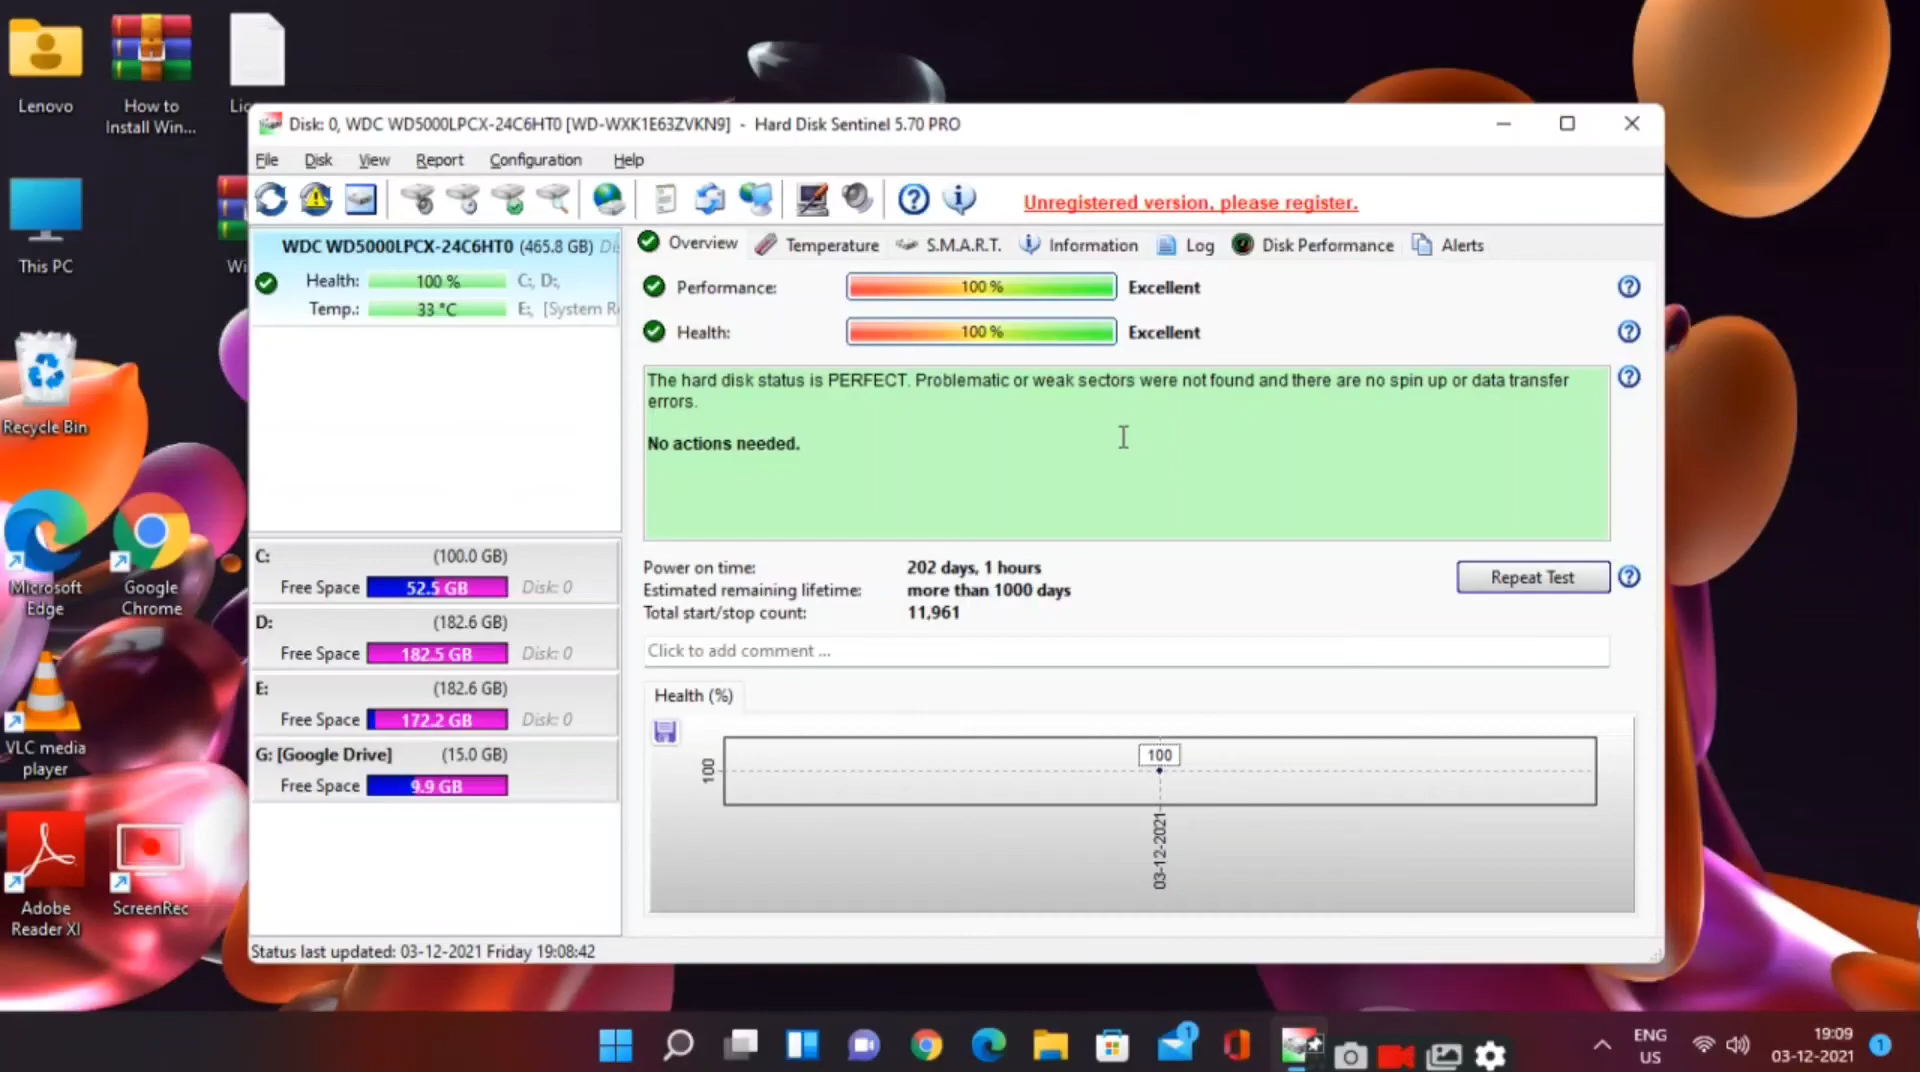 Lenovo
How to
Install Win...
Lic
This PC
Wi
Recycle Bin
Microsoft
Edge
Google
Chrome
VLC media
player
Adobe
Reader XI
ScreenRec
Disk: 0, WDC WD5000LPCX-24C6HT0 [WD-WXK1E63ZVKN9] - Hard Disk Sentinel 5.70 PRO
File Disk View Report Configuration Help
Unregistered version, please register.
WDC WD5000LPCX-24C6HT0 (465.8 GB) Di
Health: 100 % C:, D:,
Temp.: 33 °C E:, [System R
C: (100.0 GB)
Free Space 52.5 GB Disk: 0
D: (182.6 GB)
Free Space 182.5 GB Disk: 0
E: (182.6 GB)
Free Space 172.2 GB Disk: 0
G: [Google Drive] (15.0 GB)
Free Space 9.9 GB
Overview Temperature S.M.A.R.T. Information Log Disk Performance Alerts
Performance: 100 % Excellent
Health: 100 % Excellent
The hard disk status is PERFECT. Problematic or weak sectors were not found and there are no spin up or data transfer
errors.
No actions needed.
Power on time: 202 days, 1 hours
Estimated remaining lifetime: more than 1000 days
Total start/stop count: 11,961
Repeat Test
Click to add comment ...
Health (%)
100
100
03-12-2021
Status last updated: 03-12-2021 Friday 19:08:42
1
ENG
US
19:09
03-12-2021
1